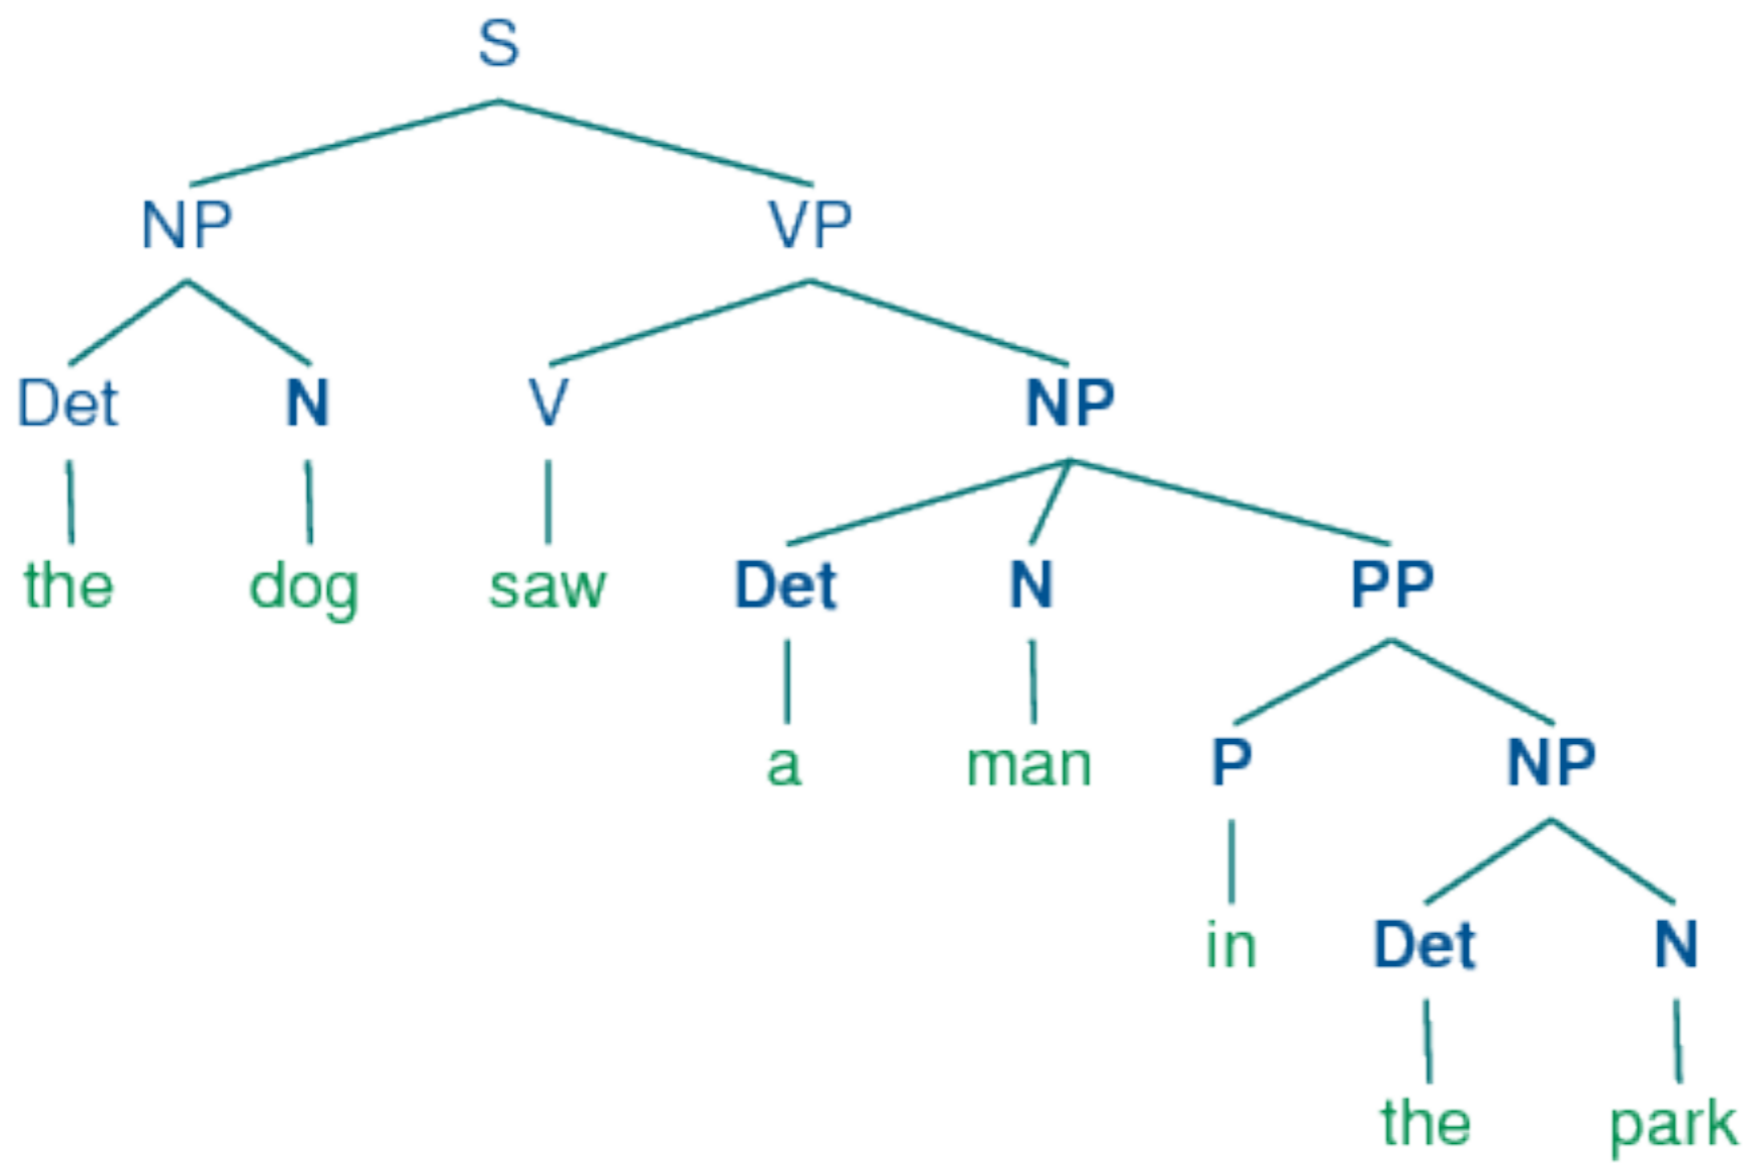 S
NP VP
Det N V NP
the dog saw Det N PP
a man P NP
in Det N
the park